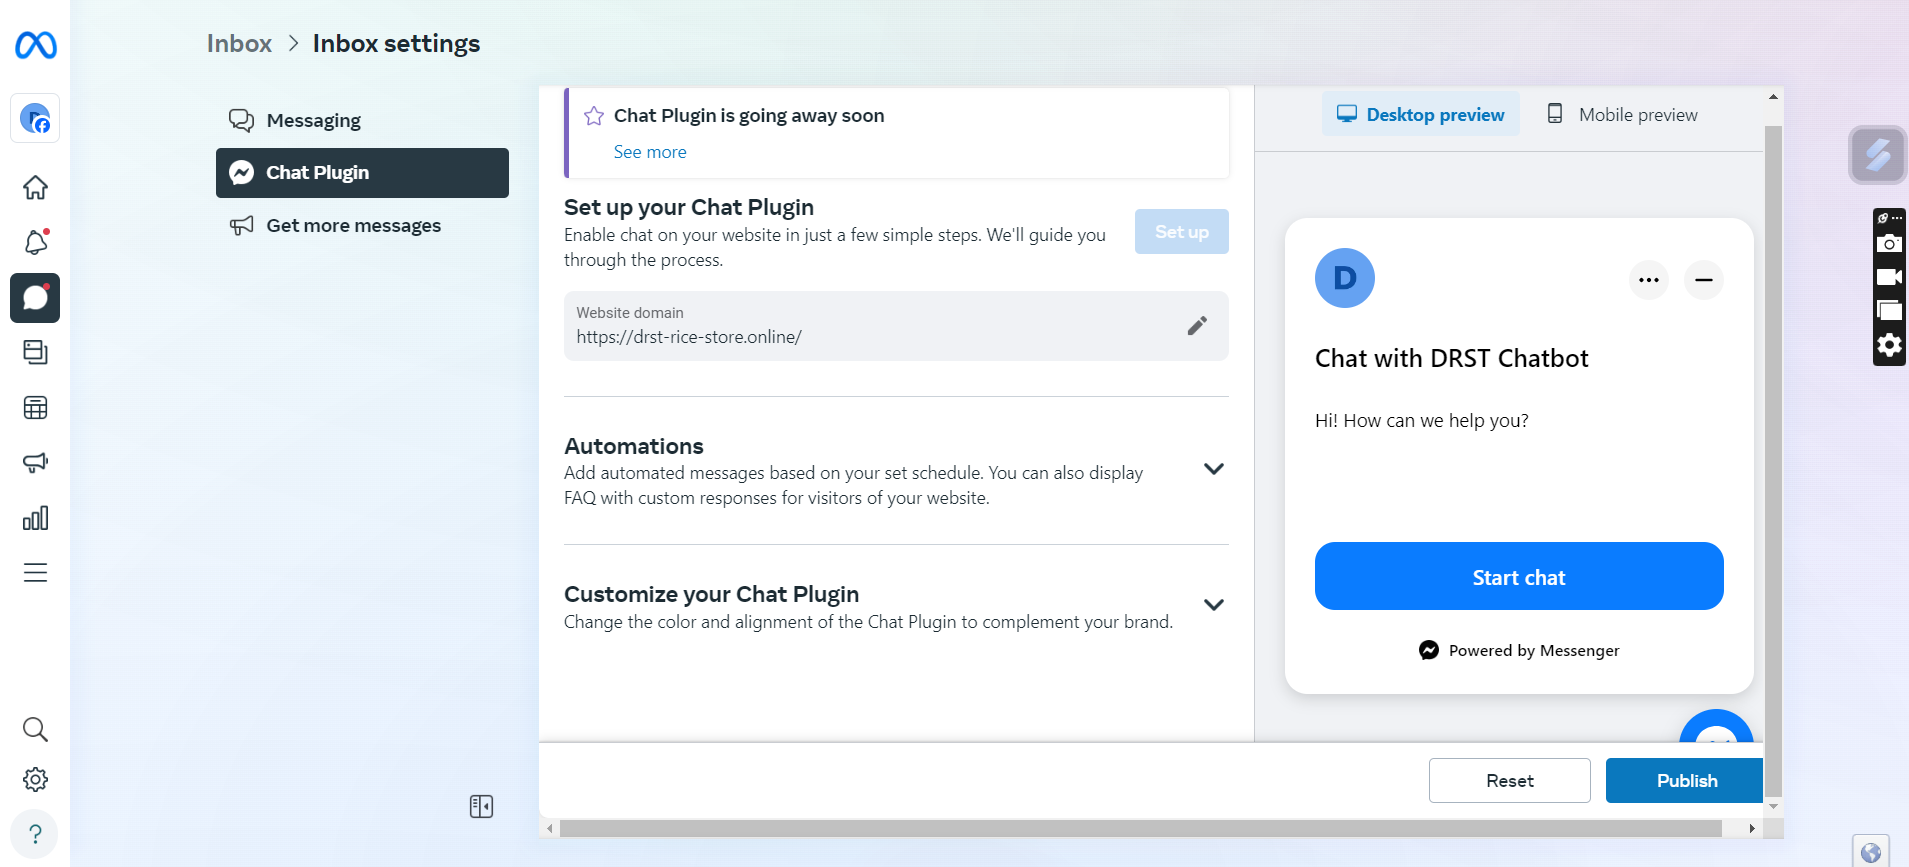 Inbox > Inbox settings
Messaging
Chat Plugin
Get more messages
Chat Plugin is going away soon
See more
Set up your Chat Plugin
Enable chat on your website in just a few simple steps. We'll guide you
through the process.
Set up
Website domain
https://drst-rice-store.online/
Automations
Add automated messages based on your set schedule. You can also display
FAQ with custom responses for visitors of your website.
Customize your Chat Plugin
Change the color and alignment of the Chat Plugin to complement your brand.
Desktop preview
Mobile preview
D
Chat with DRST Chatbot
Hi! How can we help you?
Start chat
Powered by Messenger
Reset
Publish